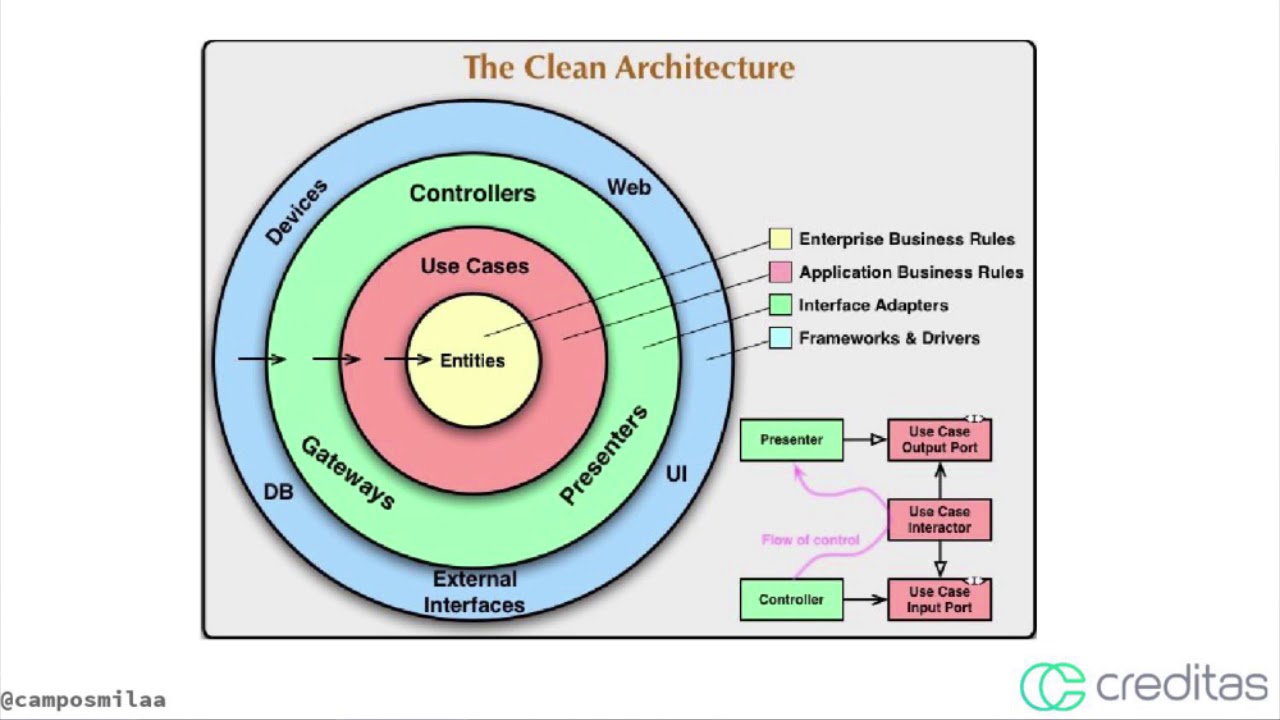 The Clean Architecture
Devices
Controllers
Web
Use Cases
Entities
Gateways
Presenters
DB
UI
External
Interfaces
Enterprise Business Rules
Application Business Rules
Interface Adapters
Frameworks & Drivers
Presenter
<I>
Use Case
Output Port
Use Case
Interactor
Flow of control
Controller
<I>
Use Case
Input Port
@camposmilaa
creditas